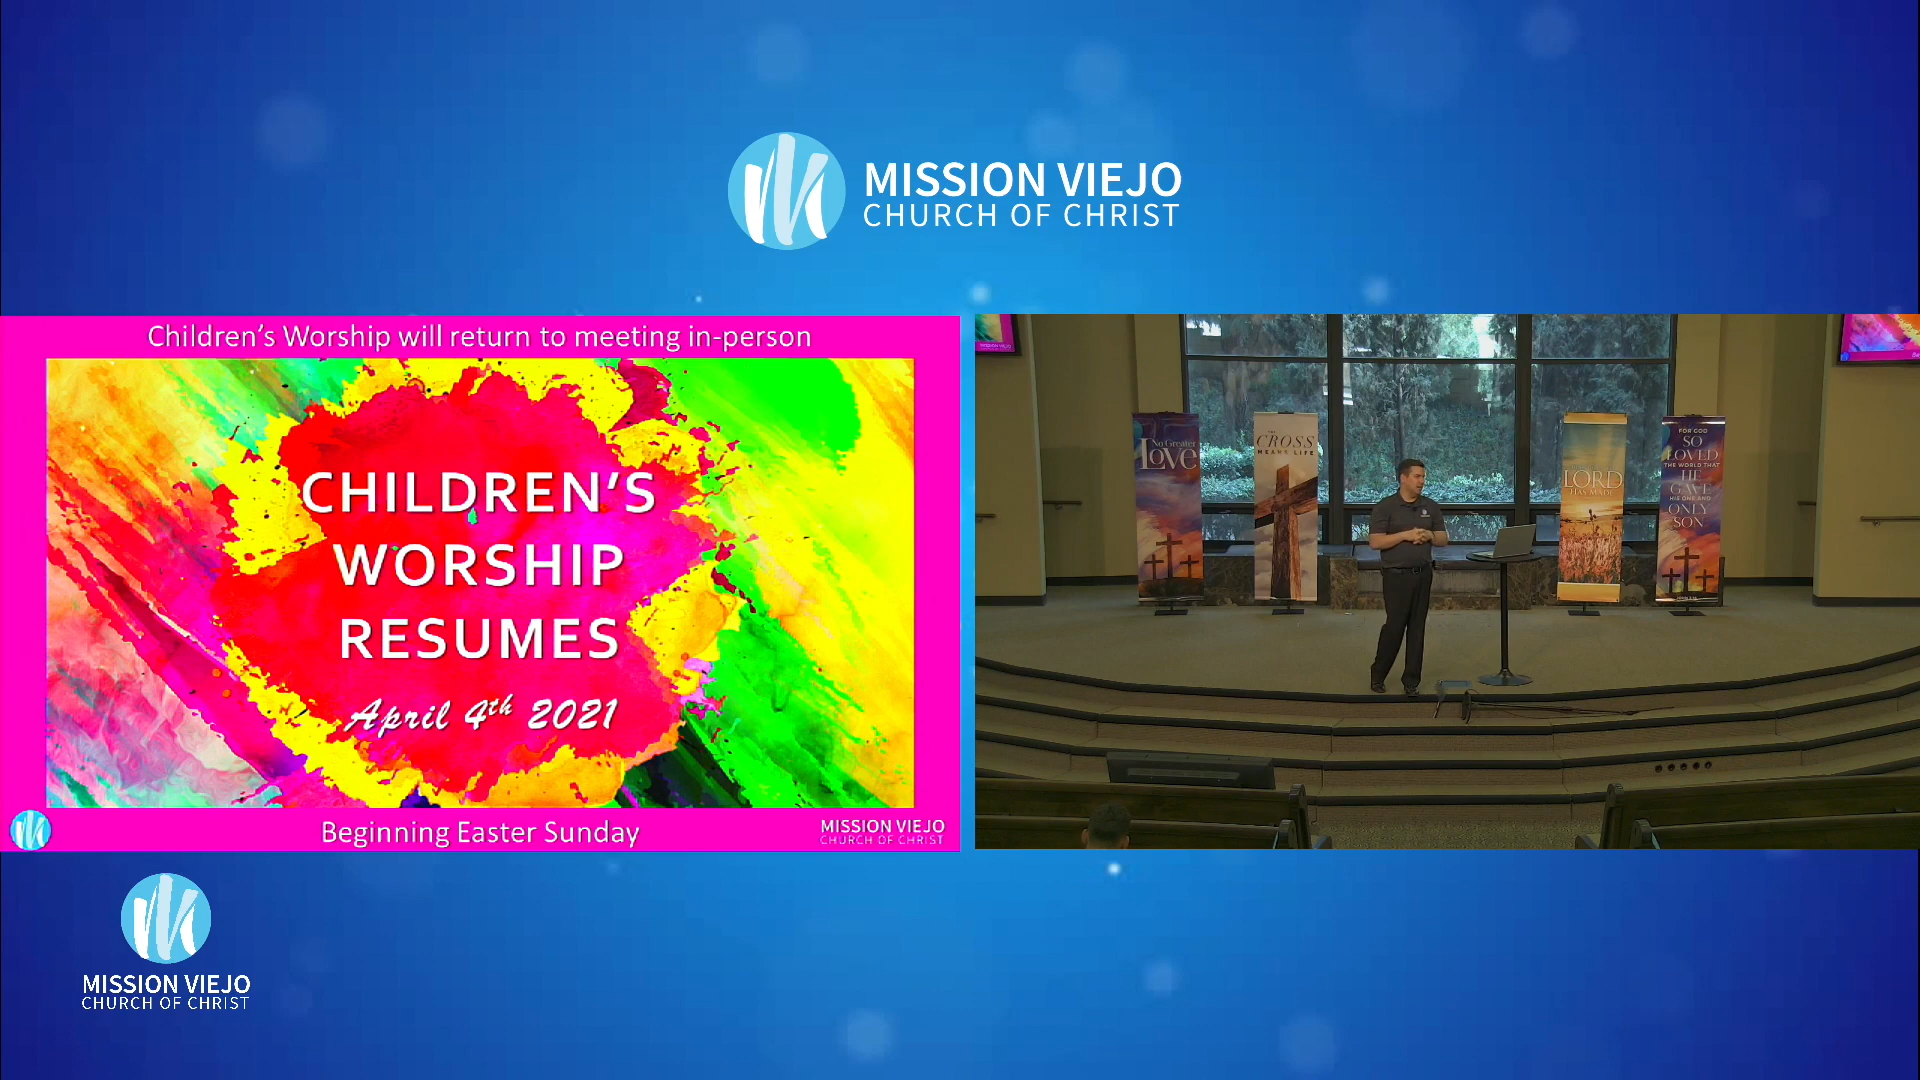 MISSION VIEJO
CHURCH OF CHRIST
Children's Worship will return to meeting in-person
CHILDREN'S
WORSHIP
RESUMES
April 4th 2021
Beginning Easter Sunday
MISSION VIEJO
CHURCH OF CHRIST
No Greater
Love
THE
CROSS
MEANS LIFE
LORD
HAS MADE
FOR GOD
SO
LOVED
THE WORLD THAT
HE
GAVE
HIS ONE AND
ONLY
SON
MISSION VIEJO
CHURCH OF CHRIST